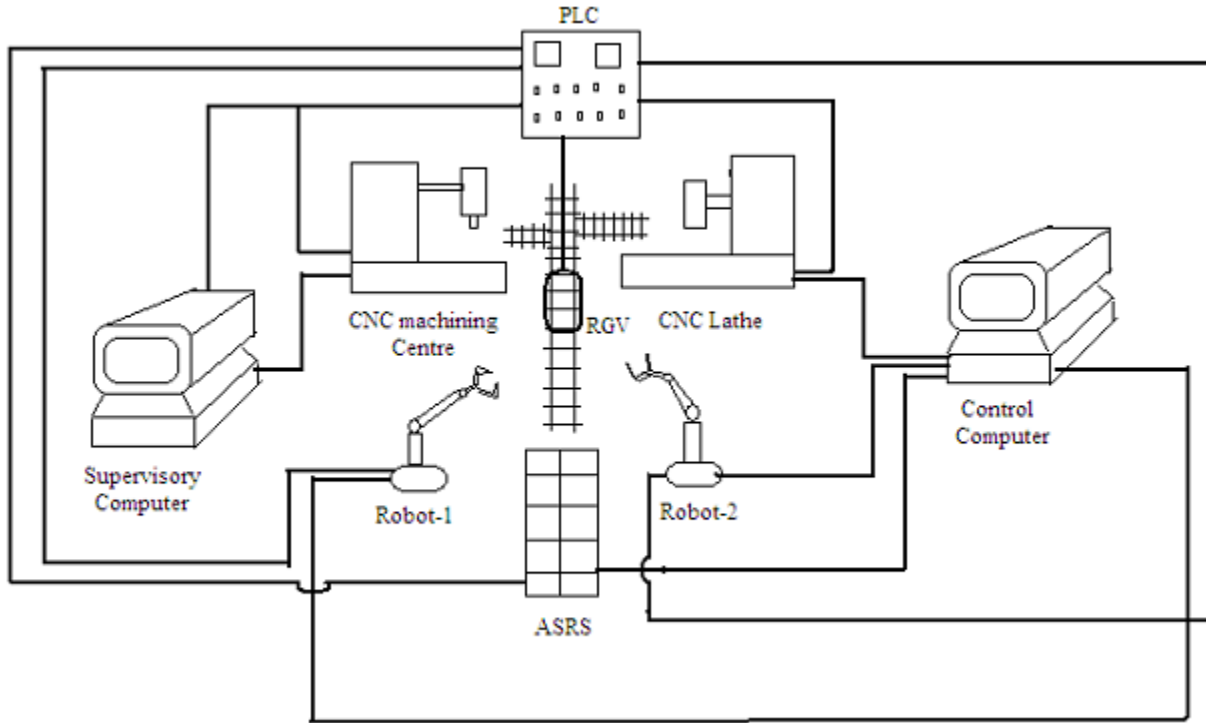 PLC
CNC machining
Centre
RGV
CNC Lathe
Control
Computer
Supervisory
Computer
Robot-1
Robot-2
ASRS